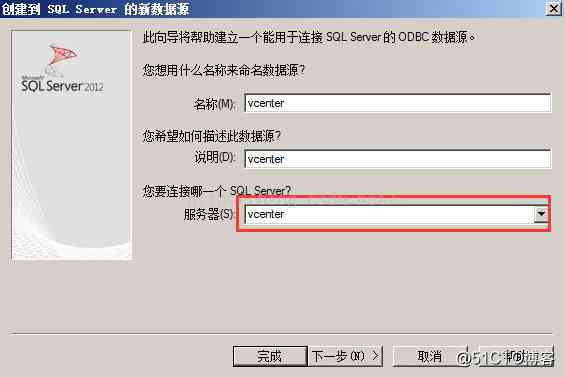 创建到 SQL Server 的新数据源
Microsoft
SQL Server 2012
此向导将帮助建立一个能用于连接 SQL Server 的 ODBC 数据源。
您想用什么名称来命名数据源?
名称(M): vcenter
您希望如何描述此数据源?
说明(D): vcenter
您要连接哪一个 SQL Server?
服务器(S): vcenter
完成 下一步(N) > 取消
@51CTO博客